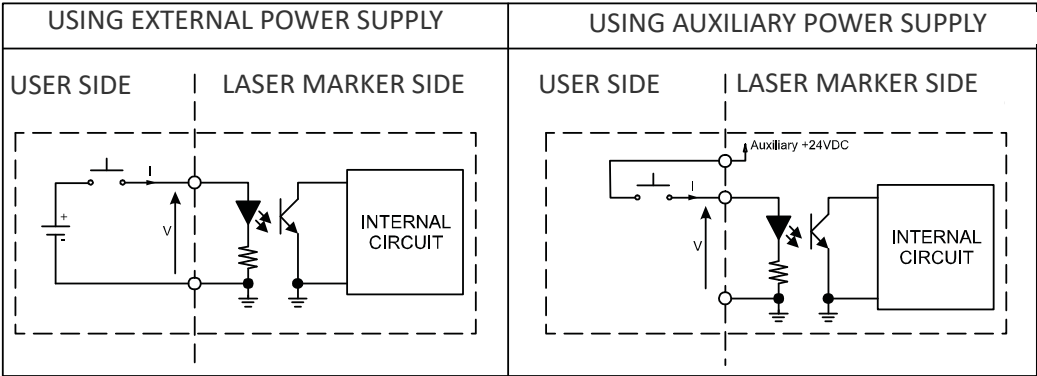 USING EXTERNAL POWER SUPPLY
USING AUXILIARY POWER SUPPLY
USER SIDE
LASER MARKER SIDE
I
+
-
V
INTERNAL
CIRCUIT
USER SIDE
LASER MARKER SIDE
Auxiliary +24VDC
I
V
INTERNAL
CIRCUIT